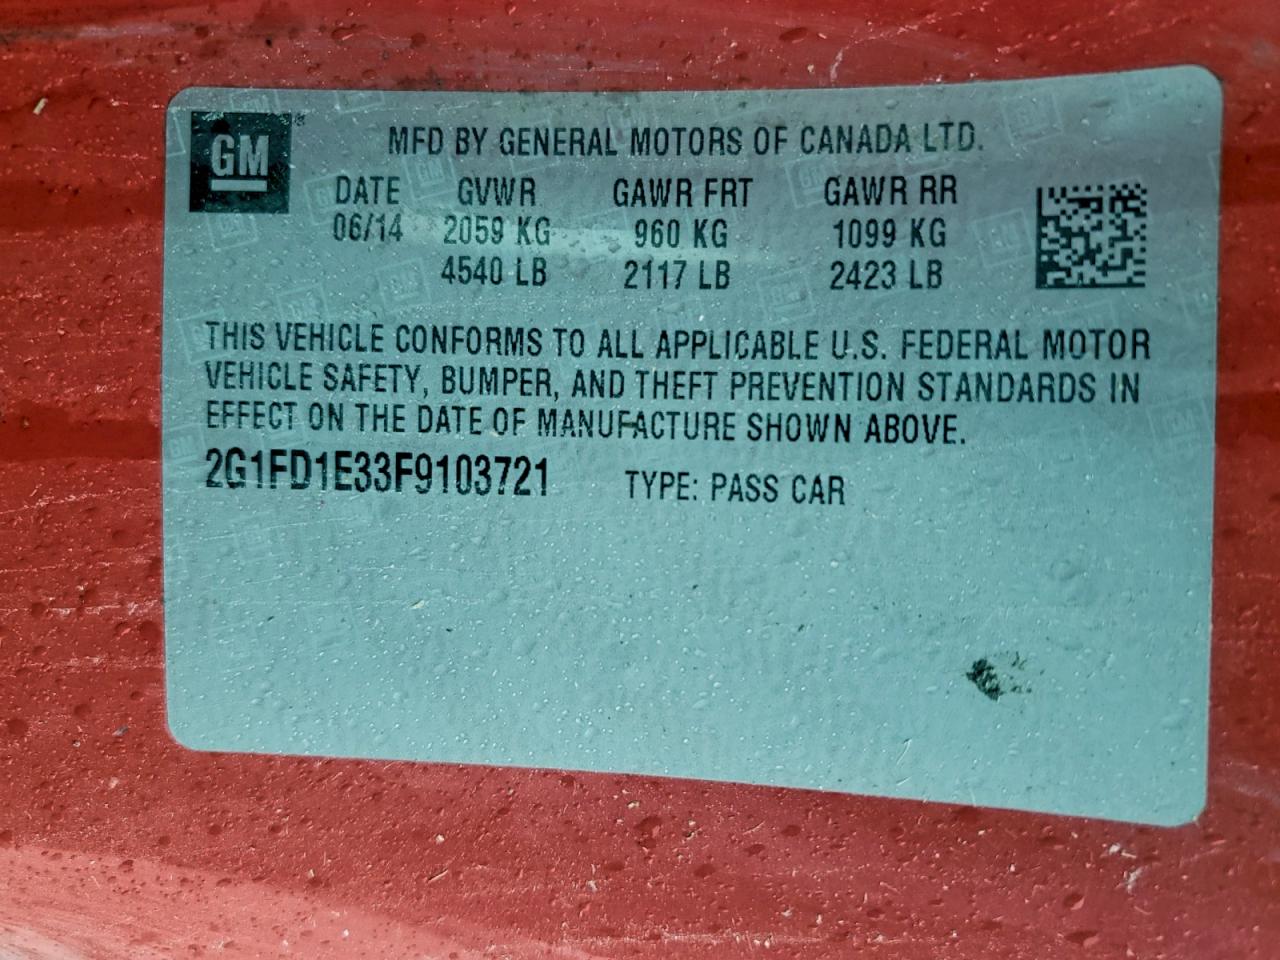 GM®
MFD BY GENERAL MOTORS OF CANADA LTD.
DATE GVWR GAWR FRT GAWR RR
06/14 2059 KG 960 KG 1099 KG
4540 LB 2117 LB 2423 LB
THIS VEHICLE CONFORMS TO ALL APPLICABLE U.S. FEDERAL MOTOR
VEHICLE SAFETY, BUMPER, AND THEFT PREVENTION STANDARDS IN
EFFECT ON THE DATE OF MANUFACTURE SHOWN ABOVE.
2G1FD1E33F9103721 TYPE: PASS CAR